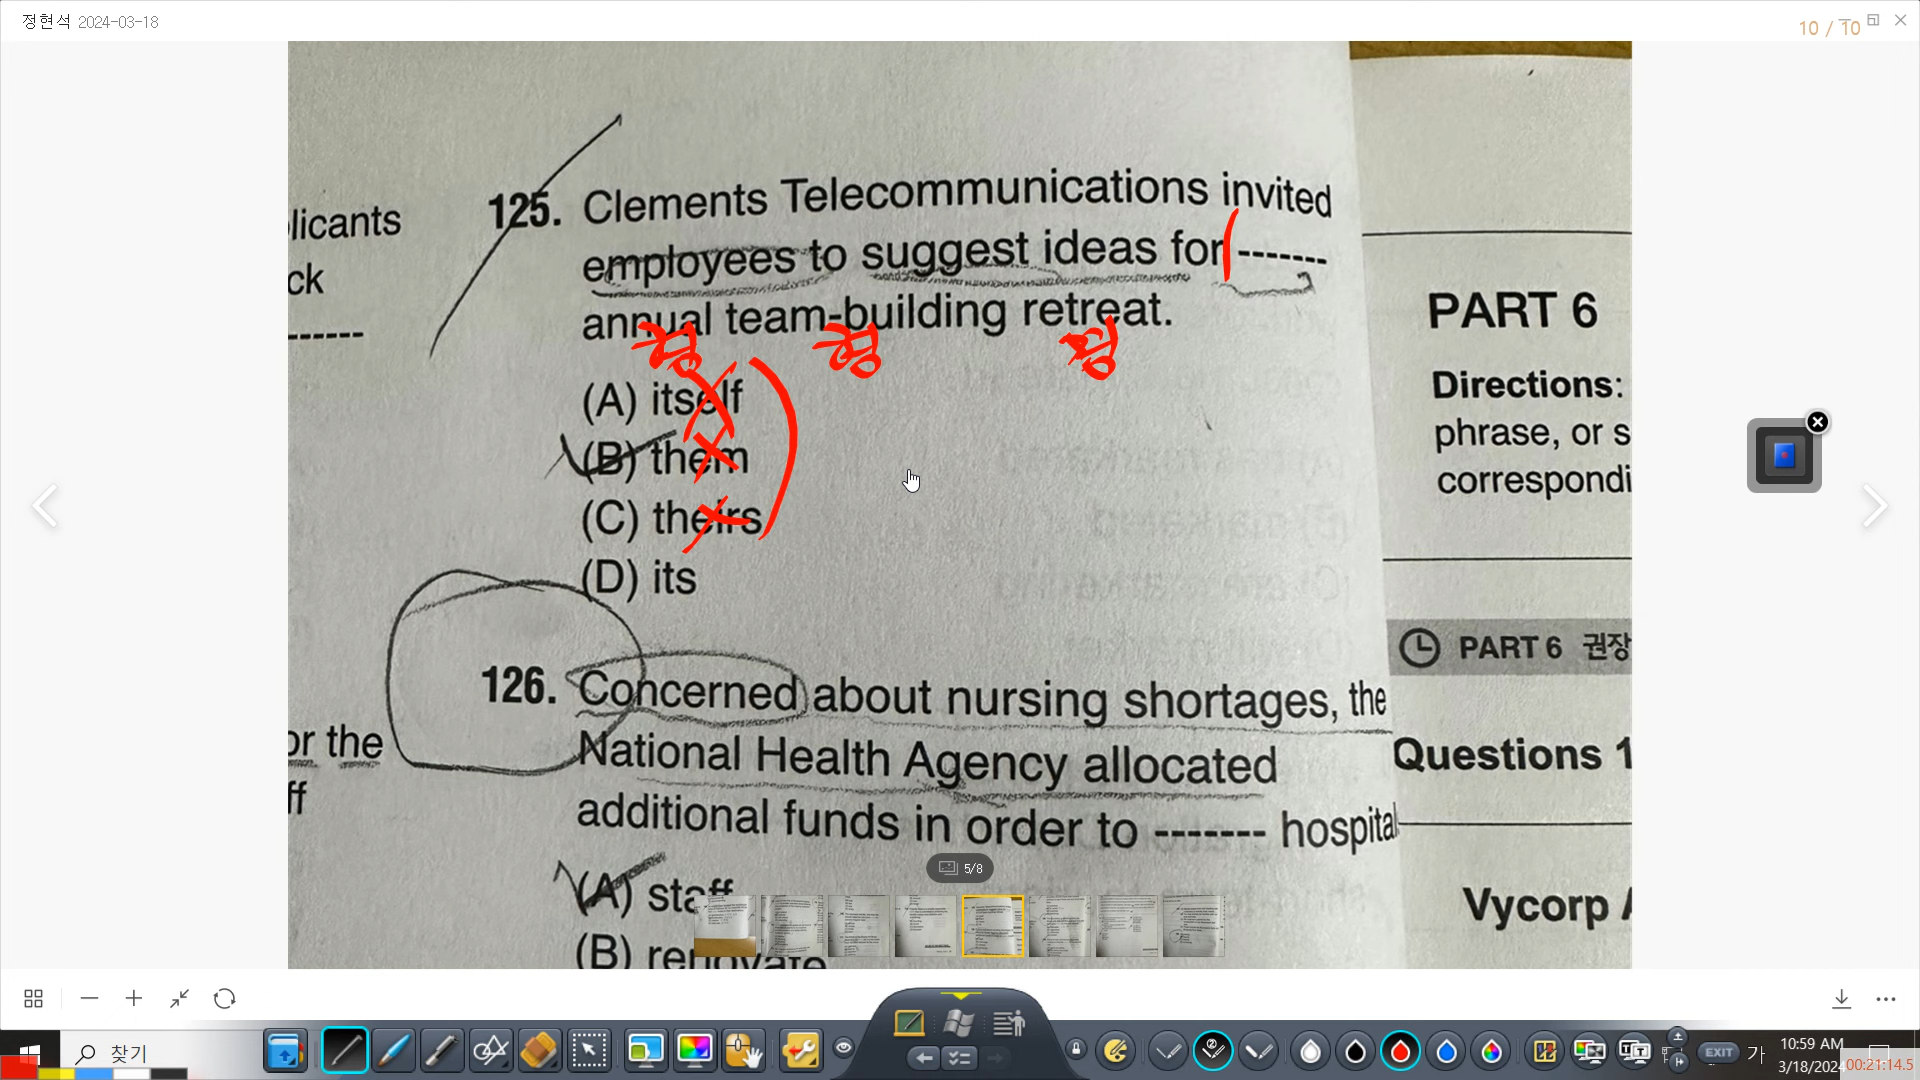 정현석 2024-03-18
10 / 10
licants
ck
-------
or the
ff
125. Clements Telecommunications invited
employees to suggest ideas for -------
annual team-building retreat.
형 형 명
(A) itself
(B) them
(C) theirs
(D) its
126. Concerned about nursing shortages, the
National Health Agency allocated
additional funds in order to ------- hospital
(A) staff
(B) renovate
PART 6
Directions:
phrase, or s
correspondi
PART 6 권장
Questions 1
Vycorp
5/8
찾기
EXIT
가
10:59 AM
3/18/2024
00:21:14.5